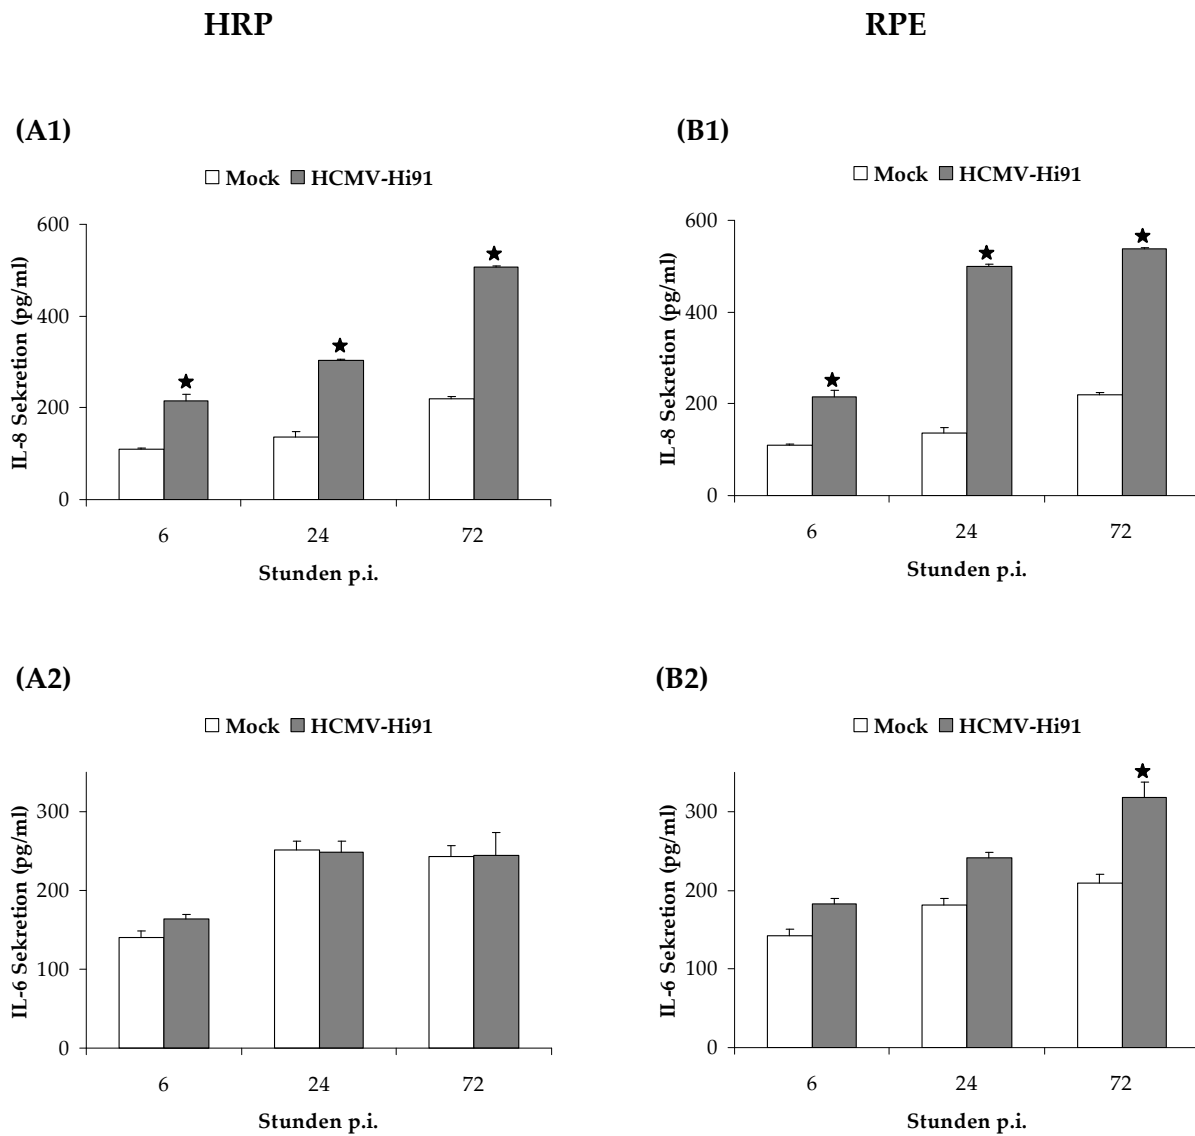 HRP
RPE
(A1)
Mock HCMV-Hi91
IL-8 Sekretion (pg/ml)
600
400
200
0
6 24 72
Stunden p.i.
(B1)
Mock HCMV-Hi91
IL-8 Sekretion (pg/ml)
600
400
200
0
6 24 72
Stunden p.i.
(A2)
Mock HCMV-Hi91
IL-6 Sekretion (pg/ml)
300
200
100
0
6 24 72
Stunden p.i.
(B2)
Mock HCMV-Hi91
IL-6 Sekretion (pg/ml)
300
200
100
0
6 24 72
Stunden p.i.